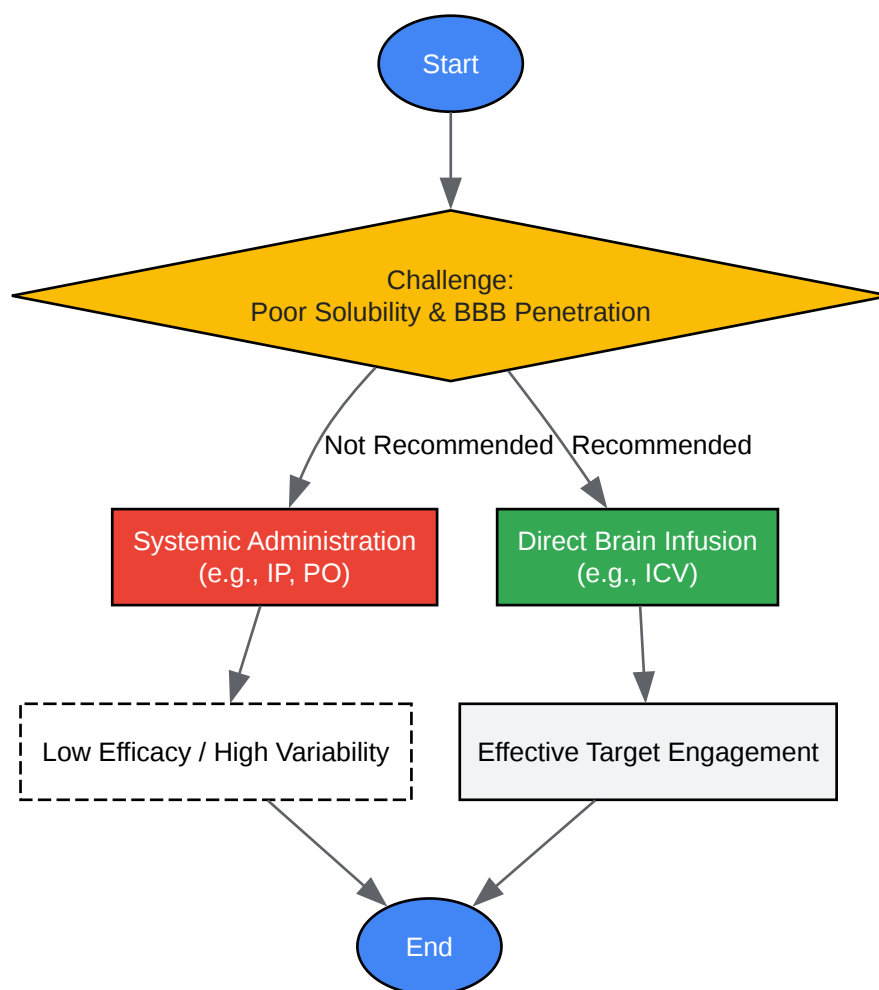 Start
Challenge:
Poor Solubility & BBB Penetration
Not Recommended
Recommended
Systemic Administration
(e.g., IP, PO)
Direct Brain Infusion
(e.g., ICV)
Low Efficacy / High Variability
Effective Target Engagement
End